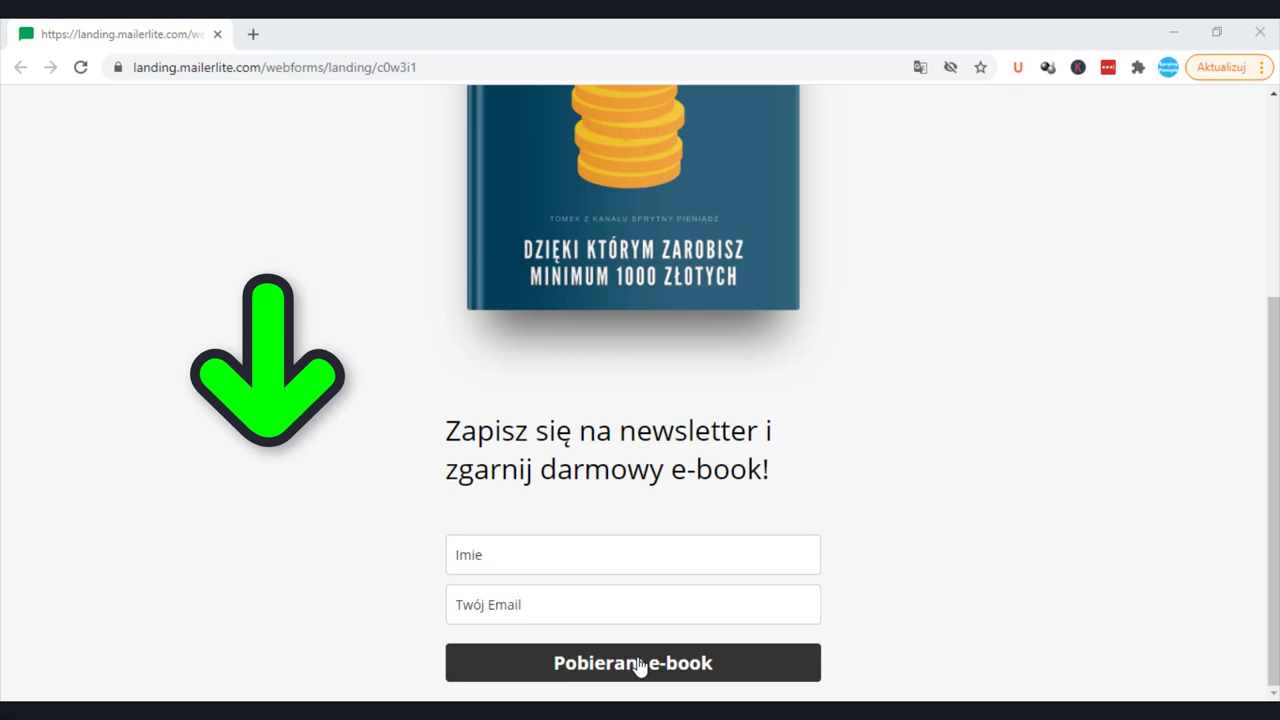 https://landing.mailerlite.com/we
landing.mailerlite.com/webforms/landing/c0w3i1
Aktualizuj
TOMEK Z KANAŁU SPRYTNY PIENIĄDZ
DZIĘKI KTÓRYM ZAROBISZ
MINIMUM 1000 ZŁOTYCH
Zapisz się na newsletter i
zgarnij darmowy e-book!
Imie
Twój Email
Pobieram e-book